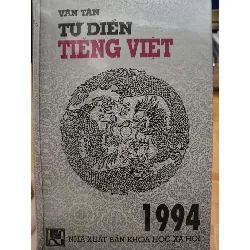 VĂN TÂN
TỪ ĐIỂN
TIẾNG VIỆT
1994
NHÀ XUẤT BẢN KHOA HỌC XÃ HỘI